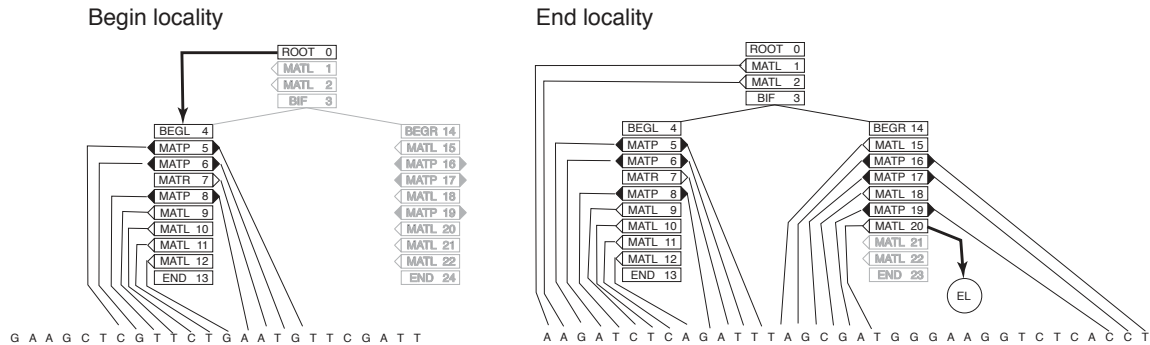 Begin locality
ROOT 0
MATL 1
MATL 2
BIF 3
BEGL 4
MATP 5
MATP 6
MATR 7
MATP 8
MATL 9
MATL 10
MATL 11
MATL 12
END 13
BEGR 14
MATL 15
MATP 16
MATP 17
MATL 18
MATP 19
MATL 20
MATL 21
MATL 22
END 24
G A A G C T C G T T C T G A A T G T T C G A T T
End locality
ROOT 0
MATL 1
MATL 2
BIF 3
BEGL 4
MATP 5
MATP 6
MATR 7
MATP 8
MATL 9
MATL 10
MATL 11
MATL 12
END 13
BEGR 14
MATL 15
MATP 16
MATP 17
MATL 18
MATP 19
MATL 20
MATL 21
MATL 22
END 23
EL
A A G A T C T C A G A T T T A G C G A T G G G A A G G T C T C A C C T